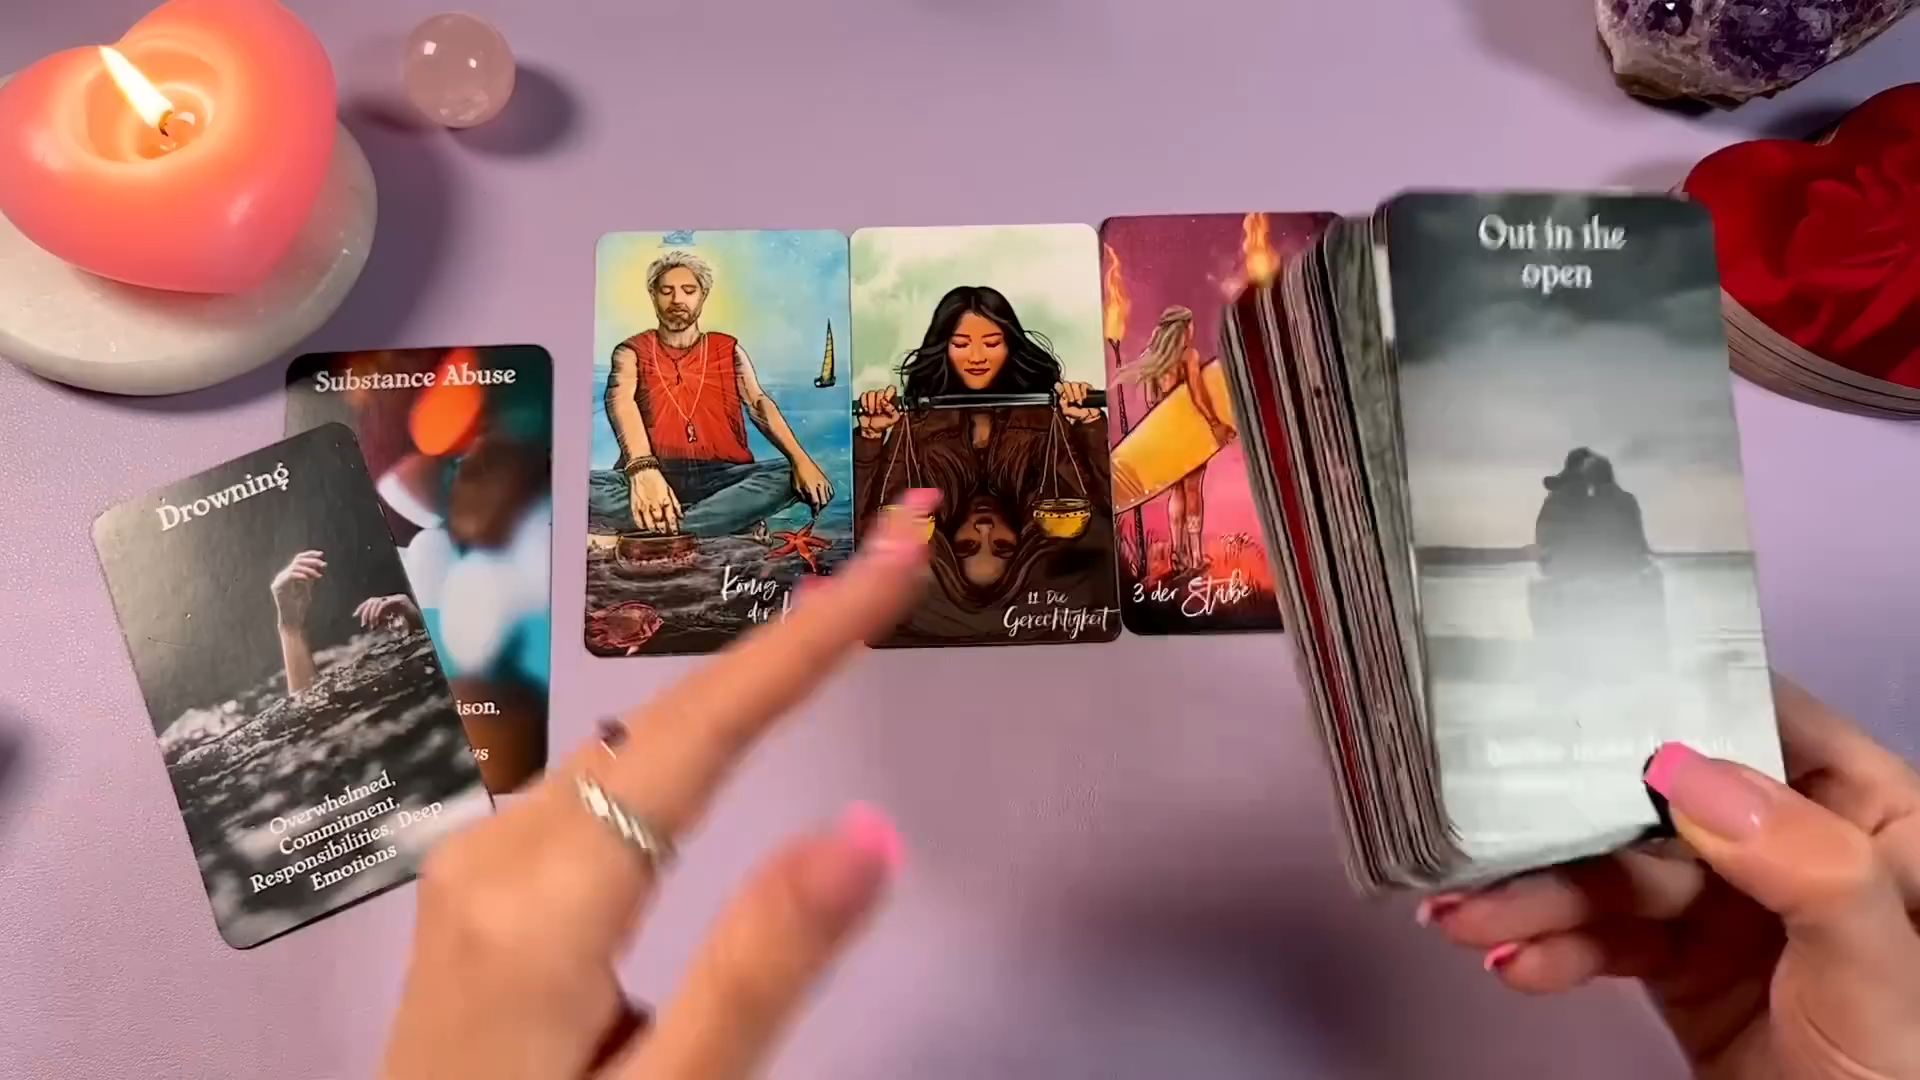 Substance Abuse
Drowning
Overwhelmed,
Commitment,
Responsibilities, Deep
Emotions
ison,
König
der
11 Die
Gerechtigkeit
3 der Stäbe
Out in the
open